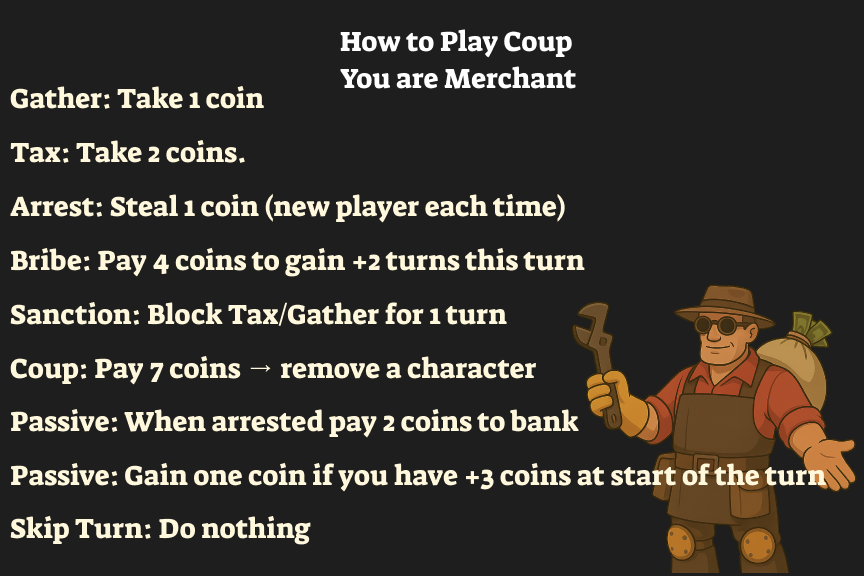 How to Play Coup
You are Merchant
Gather: Take 1 coin
Tax: Take 2 coins.
Arrest: Steal 1 coin (new player each time)
Bribe: Pay 4 coins to gain +2 turns this turn
Sanction: Block Tax/Gather for 1 turn
Coup: Pay 7 coins → remove a character
Passive: When arrested pay 2 coins to bank
Passive: Gain one coin if you have +3 coins at start of the turn
Skip Turn: Do nothing